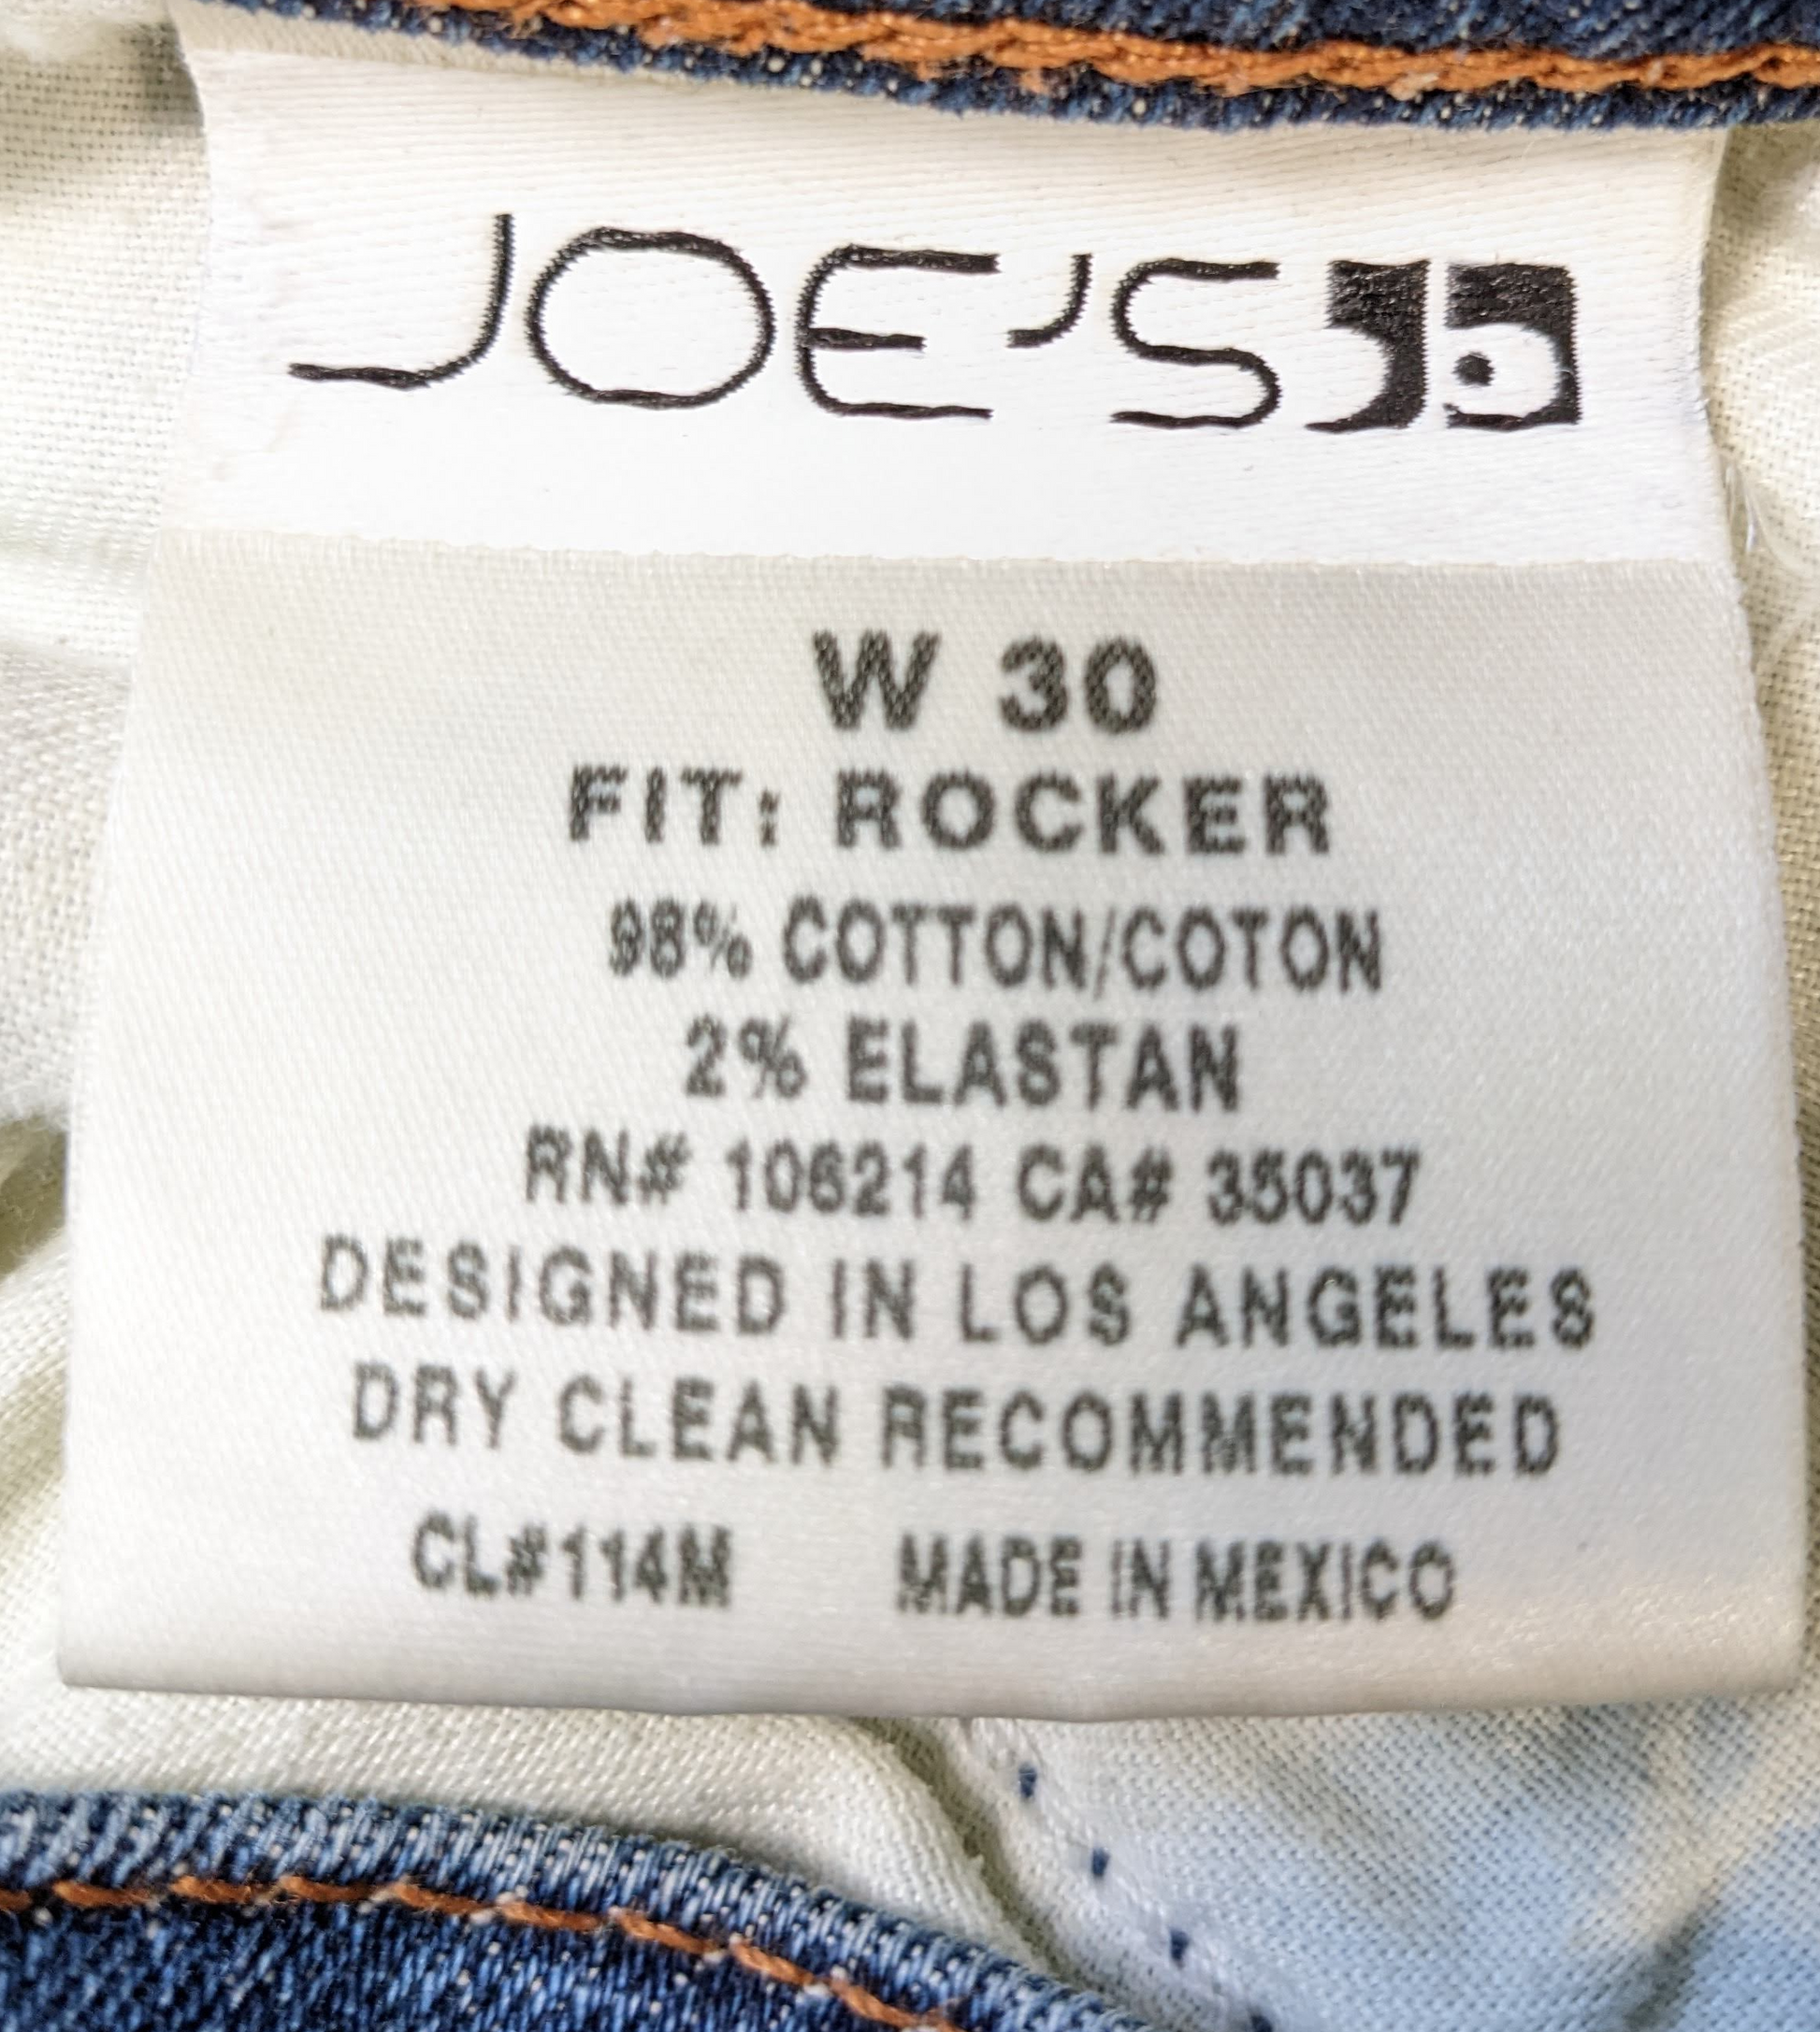 JOE'S
W 30
FIT: ROCKER
98% COTTON/COTON
2% ELASTAN
RN# 106214 CA# 35037
DESIGNED IN LOS ANGELES
DRY CLEAN RECOMMENDED
CL#114M MADE IN MEXICO